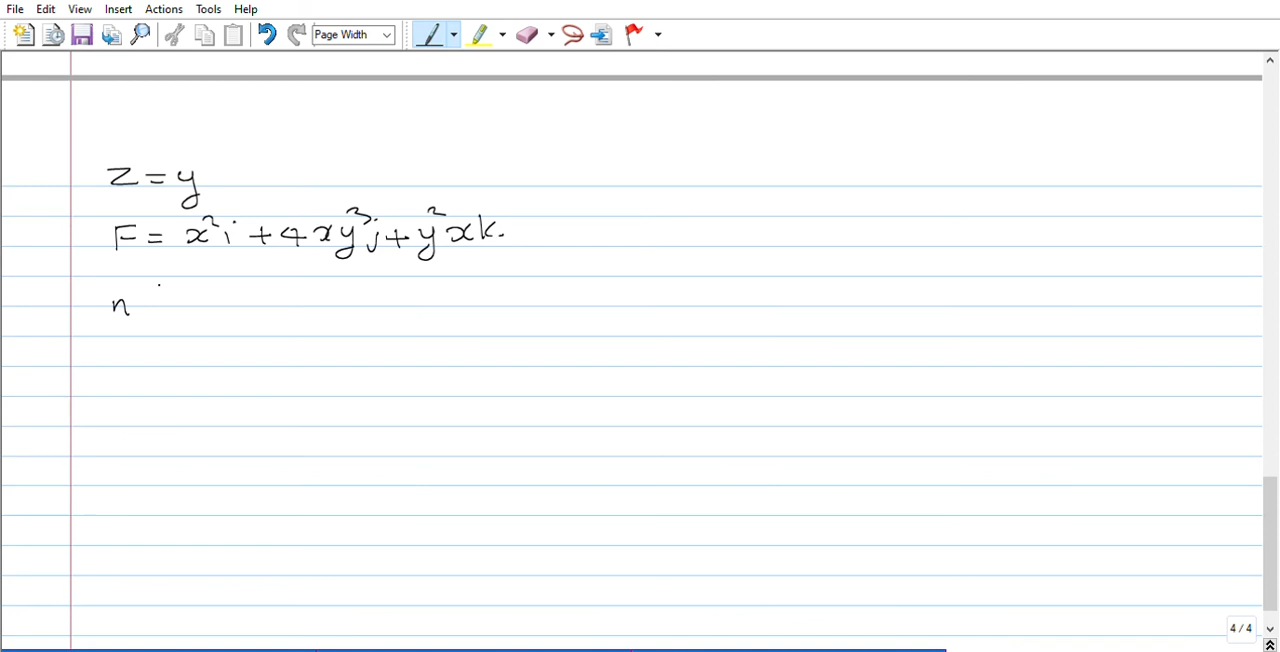 File Edit View Insert Actions Tools Help
Page Width
Z = y
F = x²i + 4xy³j + y²xk.
n
4 / 4